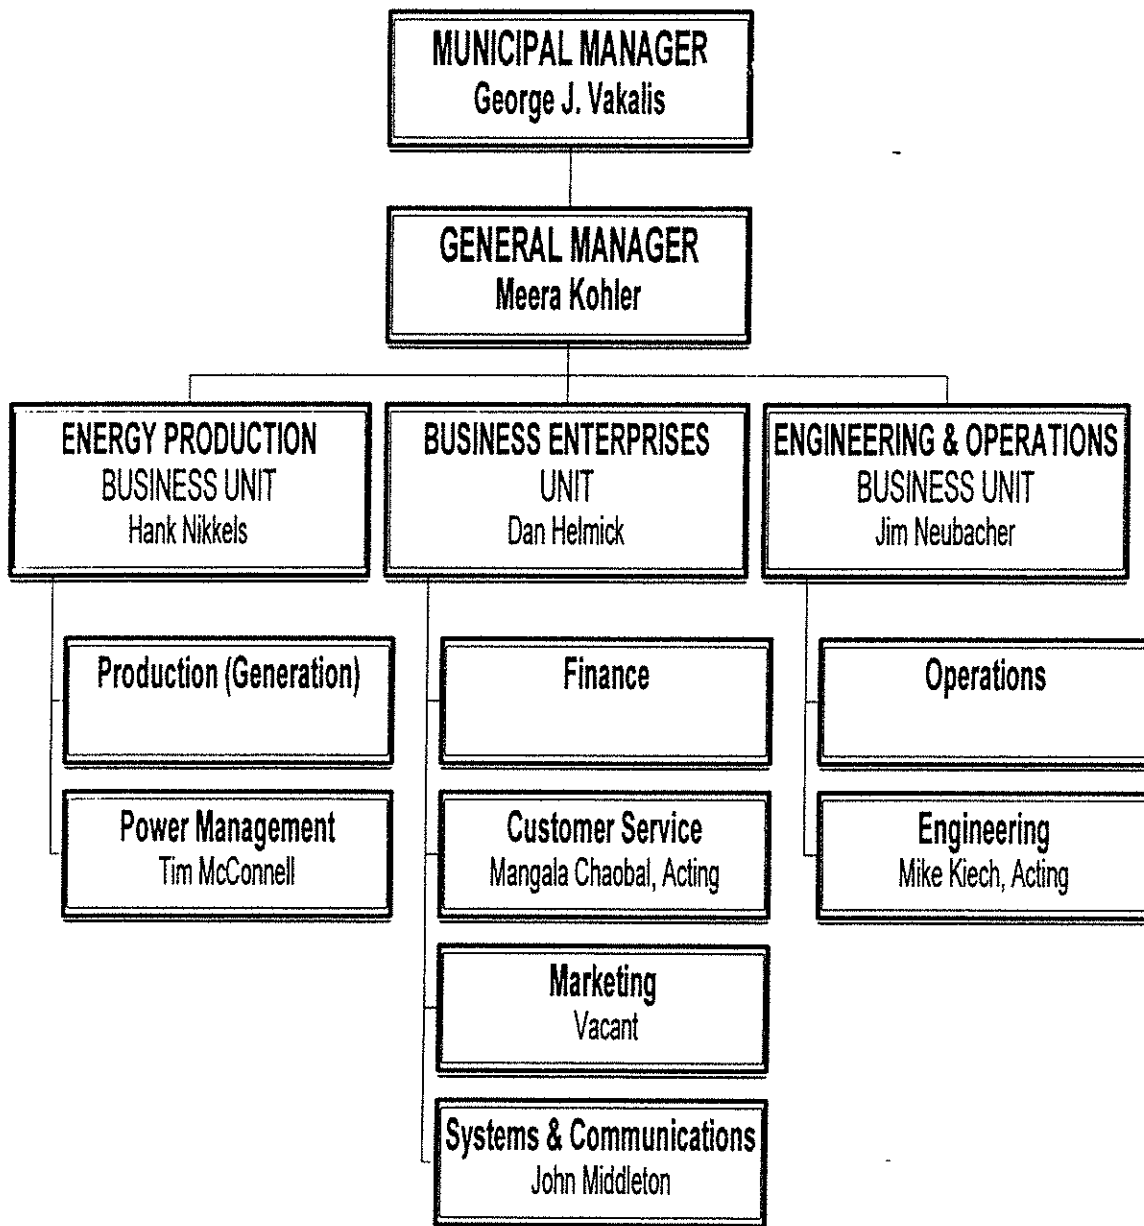 MUNICIPAL MANAGER
George J. Vakalis
GENERAL MANAGER
Meera Kohler
ENERGY PRODUCTION
BUSINESS UNIT
Hank Nikkels
BUSINESS ENTERPRISES
UNIT
Dan Helmick
ENGINEERING & OPERATIONS
BUSINESS UNIT
Jim Neubacher
Production (Generation)
Power Management
Tim McConnell
Finance
Customer Service
Mangala Chaobal, Acting
Marketing
Vacant
Systems & Communications
John Middleton
Operations
Engineering
Mike Kiech, Acting